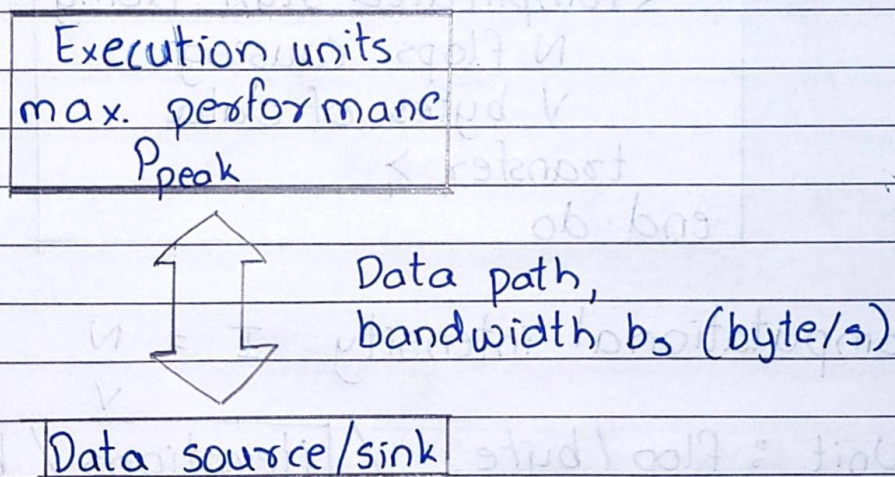 Execution units
max. performanc
Ppeak
Data path,
bandwidth, bs (byte/s)
Data source/sink